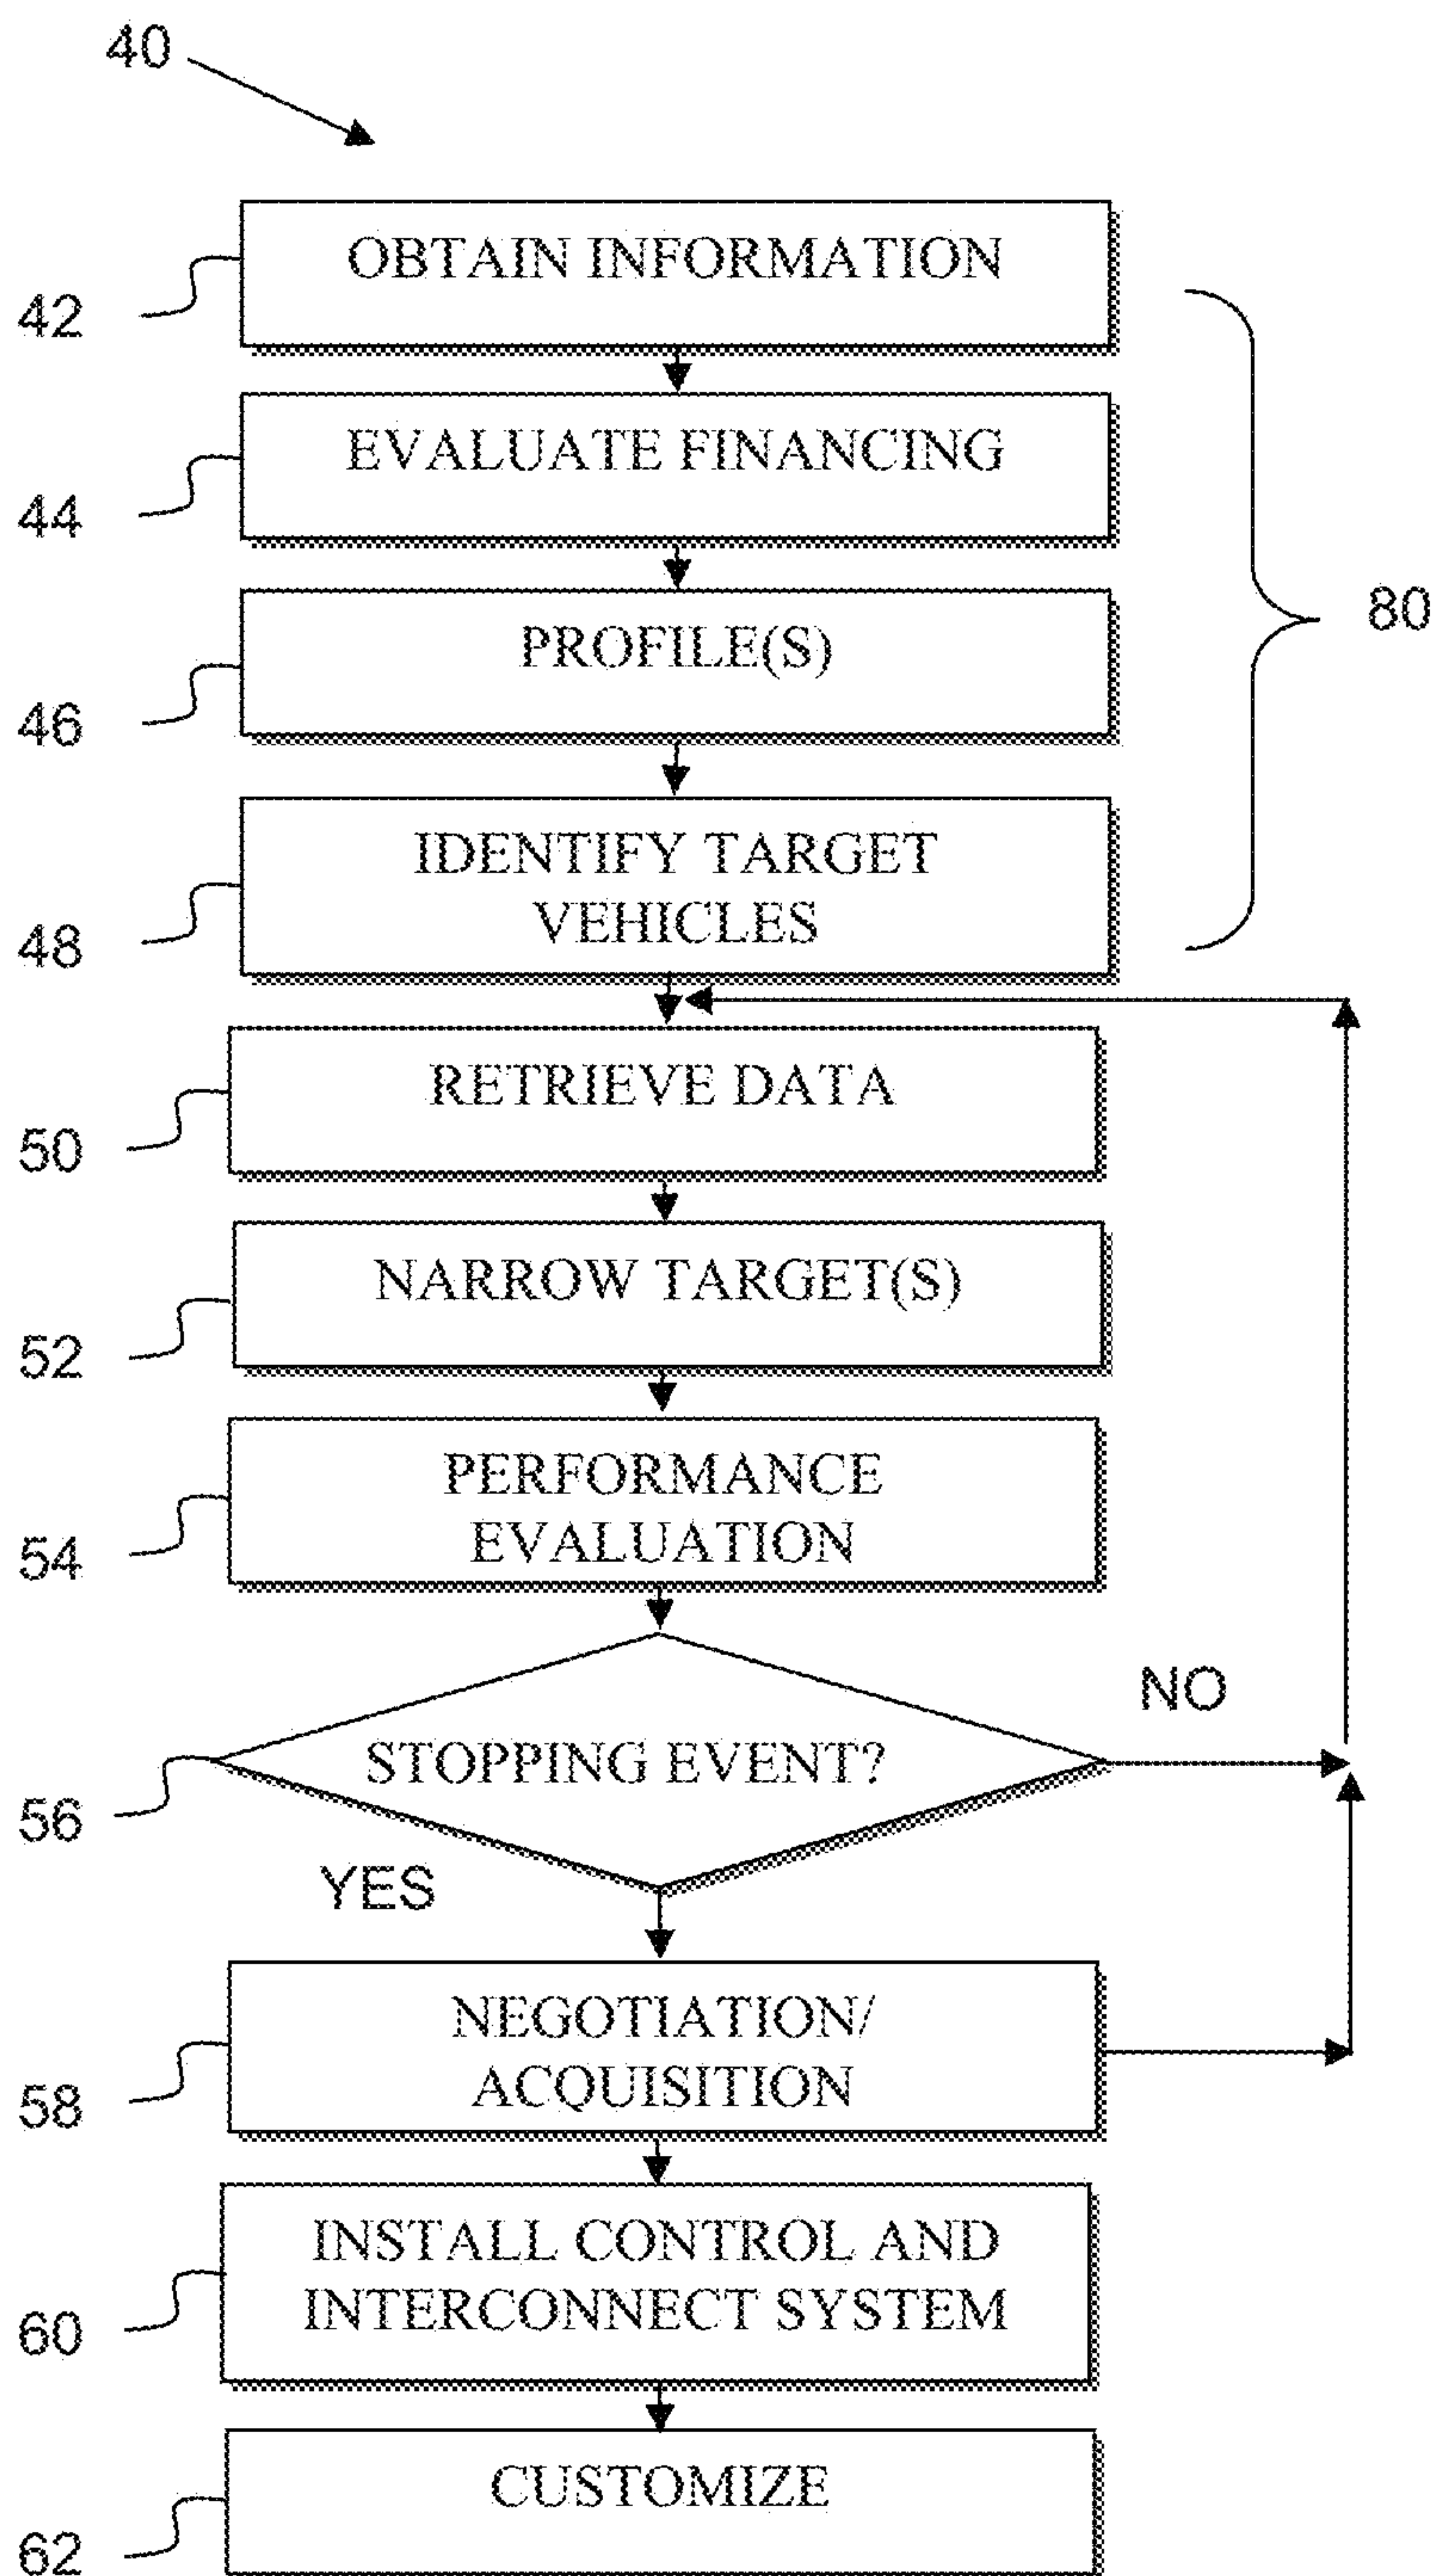 40
OBTAIN INFORMATION
42
EVALUATE FINANCING
44
PROFILE(S)
80
46
IDENTIFY TARGET
VEHICLES
48
RETRIEVE DATA
50
NARROW TARGET(S)
52
PERFORMANCE
EVALUATION
54
NO
STOPPING EVENT?
56
YES
NEGOTIATION/
ACQUISITION
58
INSTALL CONTROL AND
INTERCONNECT SYSTEM
60
CUSTOMIZE
62